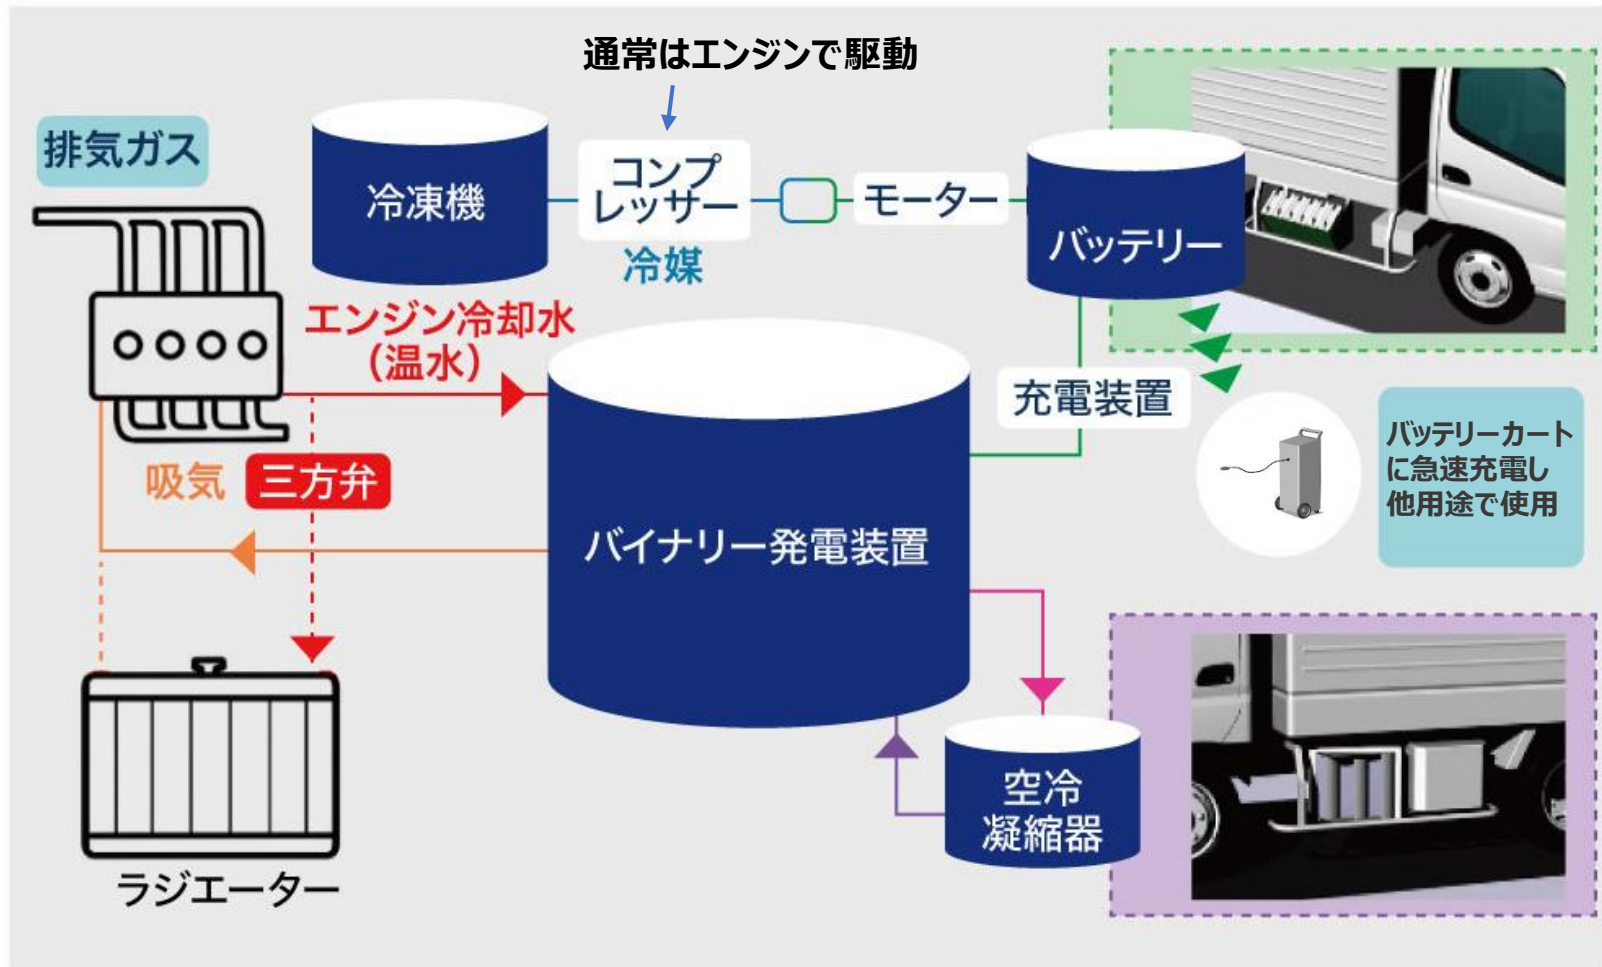 通常はエンジンで駆動
排気ガス
冷凍機
コンプ
レッサー
冷媒
モーター
バッテリー
エンジン冷却水
（温水）
充電装置
バッテリーカート
に急速充電し
他用途で使用
吸気
三方弁
バイナリー発電装置
空冷
凝縮器
ラジエーター